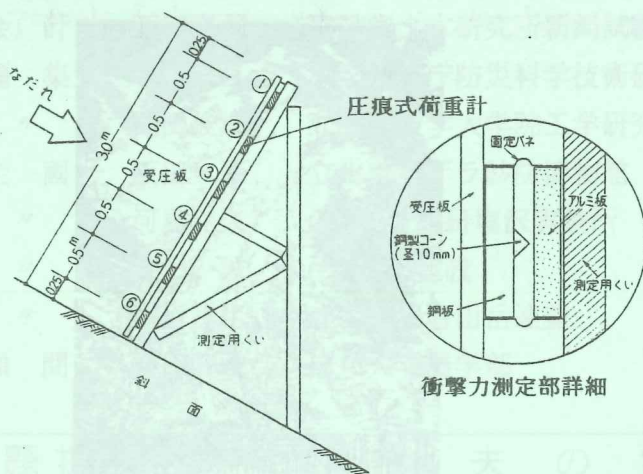 なだれ
0.25
0.5
0.5
3.0m
0.5
0.5
0.5m
0.25
受圧板
①
②
③
④
⑤
⑥
圧痕式荷重計
測定用くい
斜面
固定バネ
受圧板
アルミ板
鋼製コーン
(径10mm)
鋼板
測定用くい
衝撃力測定部詳細